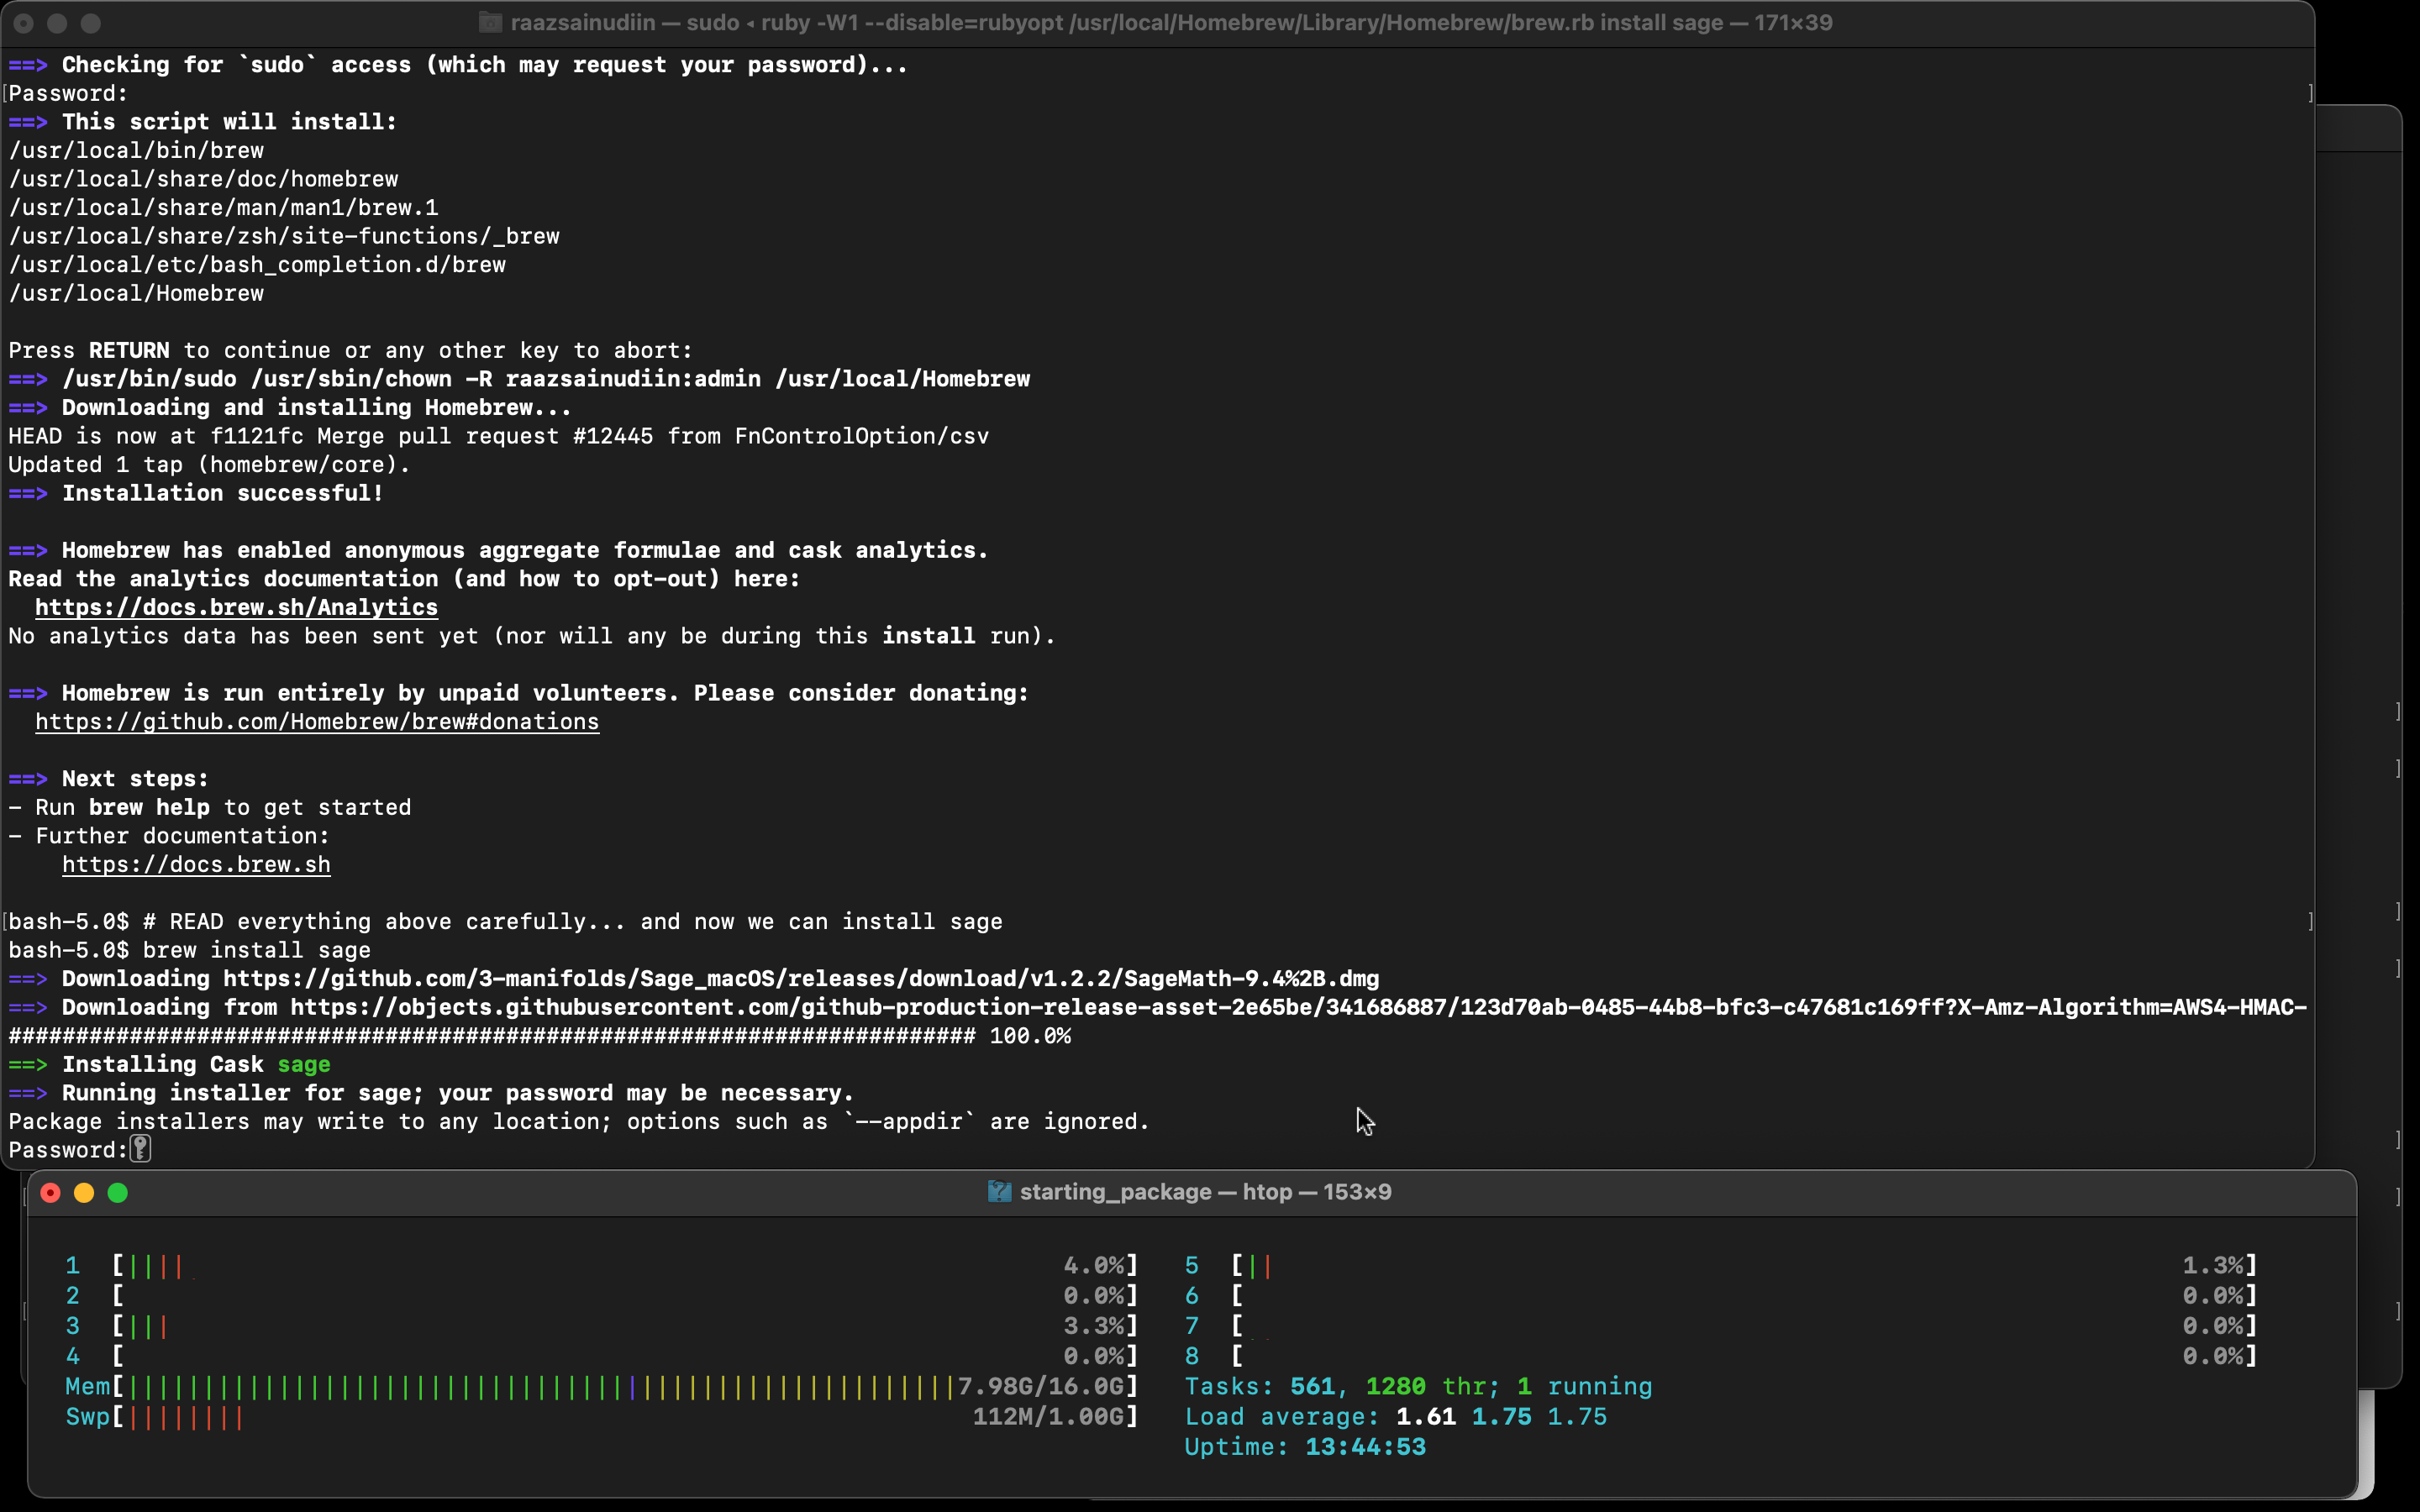 raazsainudiin — sudo ◂ ruby -W1 --disable=rubyopt /usr/local/Homebrew/Library/Homebrew/brew.rb install sage — 171×39
==> Checking for `sudo` access (which may request your password)...
[Password: ]
==> This script will install:
/usr/local/bin/brew
/usr/local/share/doc/homebrew
/usr/local/share/man/man1/brew.1
/usr/local/share/zsh/site-functions/_brew
/usr/local/etc/bash_completion.d/brew
/usr/local/Homebrew
Press RETURN to continue or any other key to abort:
==> /usr/bin/sudo /usr/sbin/chown -R raazsainudiin:admin /usr/local/Homebrew
==> Downloading and installing Homebrew...
HEAD is now at f1121fc Merge pull request #12445 from FnControlOption/csv
Updated 1 tap (homebrew/core).
==> Installation successful!
==> Homebrew has enabled anonymous aggregate formulae and cask analytics.
Read the analytics documentation (and how to opt-out) here:
https://docs.brew.sh/Analytics
No analytics data has been sent yet (nor will any be during this install run).
==> Homebrew is run entirely by unpaid volunteers. Please consider donating:
https://github.com/Homebrew/brew#donations
==> Next steps:
- Run brew help to get started
- Further documentation:
https://docs.brew.sh
[bash-5.0$ # READ everything above carefully... and now we can install sage ]
bash-5.0$ brew install sage
==> Downloading https://github.com/3-manifolds/Sage_macOS/releases/download/v1.2.2/SageMath-9.4%2B.dmg
==> Downloading from https://objects.githubusercontent.com/github-production-release-asset-2e65be/341686887/123d70ab-0485-44b8-bfc3-c47681c169ff?X-Amz-Algorithm=AWS4-HMAC-
######################################################################## 100.0%
==> Installing Cask sage
==> Running installer for sage; your password may be necessary.
Package installers may write to any location; options such as `--appdir` are ignored.
Password:
starting_package — htop — 153×9
1 [|||| 4.0%] 5 [|| 1.3%]
2 [ 0.0%] 6 [ 0.0%]
3 [||| 3.3%] 7 [ 0.0%]
4 [ 0.0%] 8 [ 0.0%]
Mem[||||||||||||||||||||||||||||||||||||||||||||||||||||||7.98G/16.0G] Tasks: 561, 1280 thr; 1 running
Swp[|||||||| 112M/1.00G] Load average: 1.61 1.75 1.75
Uptime: 13:44:53